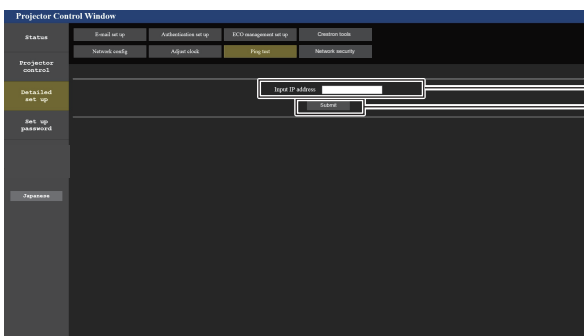 Projector Control Window
Status
E-mail set up
Authentication set up
ECO management set up
Crestron tools
Network config
Adjust clock
Ping test
Network security
Projector
control
Detailed
set up
Input IP address
Submit
Set up
password
Japanese